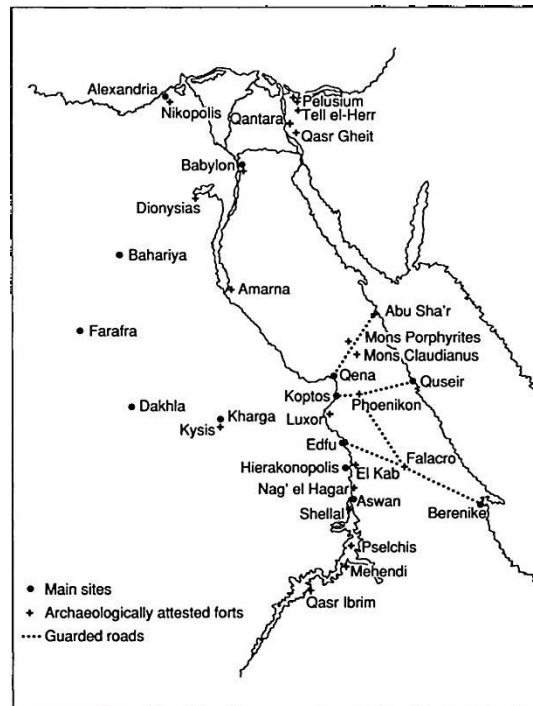 Alexandria
Nikopolis
Pelusium
Tell el-Herr
Qantara
Qasr Gheit
Babylon
Dionysias
Bahariya
Amarna
Abu Sha'r
Farafra
Mons Porphyrites
Mons Claudianus
Qena
Quseir
Koptos
Phoenikon
Dakhla
Kharga
Luxor
Kysis
Edfu
Hierakonopolis
El Kab
Falacro
Nag' el Hagar
Aswan
Shellal
Berenike
Pselchis
Mehendi
Qasr Ibrim
Main sites
Archaeologically attested forts
Guarded roads